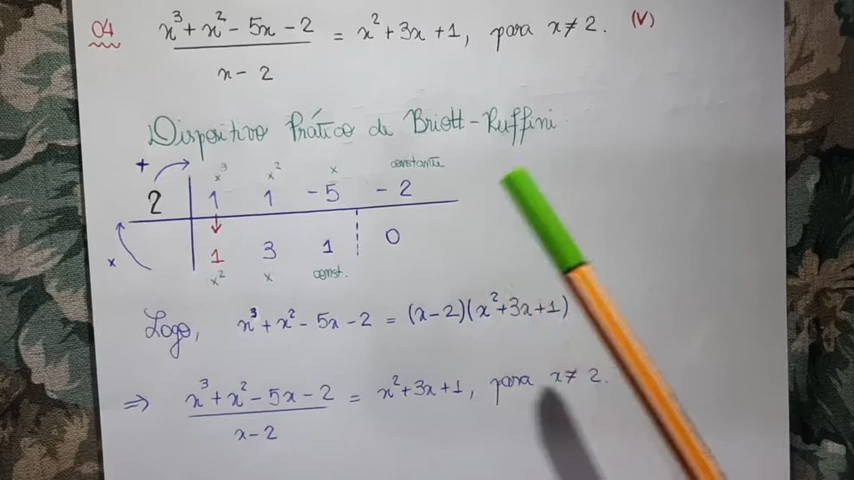 04 x³ + x² - 5x - 2 / x - 2 = x² + 3x + 1, para x ≠ 2. (V)
Dispositivo Prático de Briott-Ruffini
+ x³ x² x constante
2 1 1 -5 -2
x 1 3 1 0
x² x const.
Logo, x³ + x² - 5x - 2 = (x-2)(x²+3x+1)
⇒ x³ + x² - 5x - 2 / x - 2 = x² + 3x + 1, para x ≠ 2.